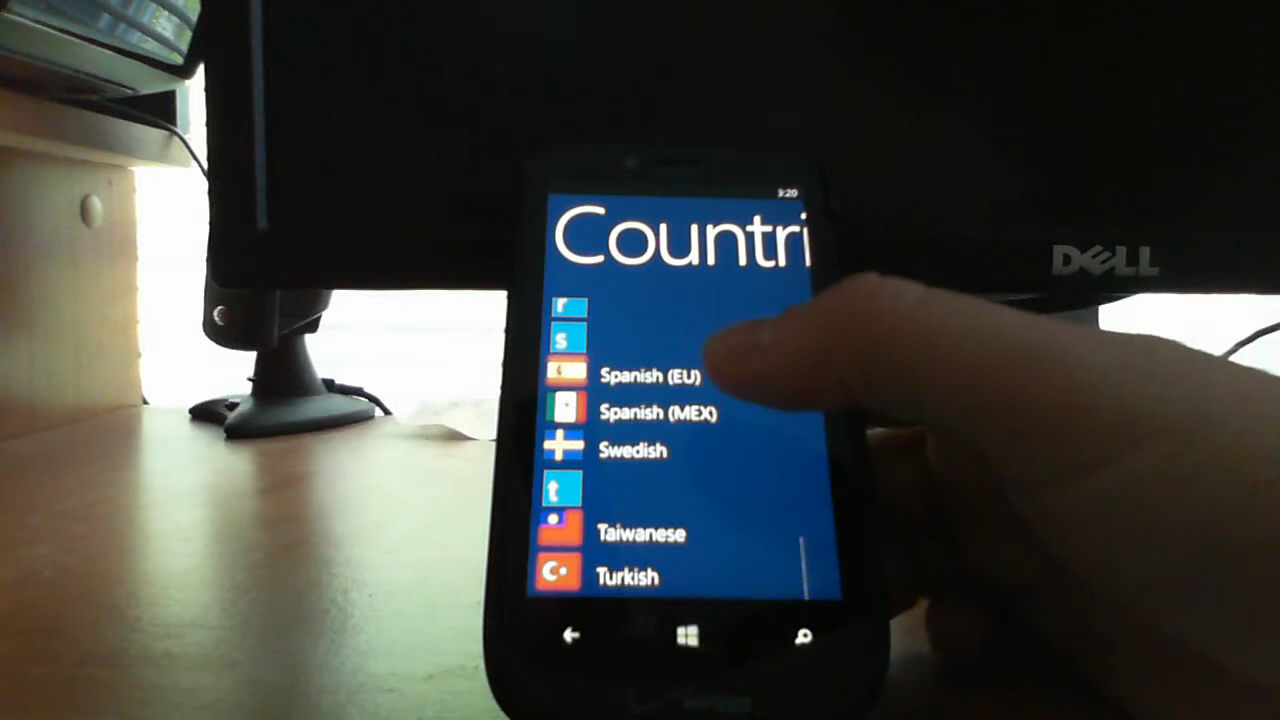 9:20
Countri
DELL
r
s
Spanish (EU)
Spanish (MEX)
Swedish
t
Taiwanese
Turkish